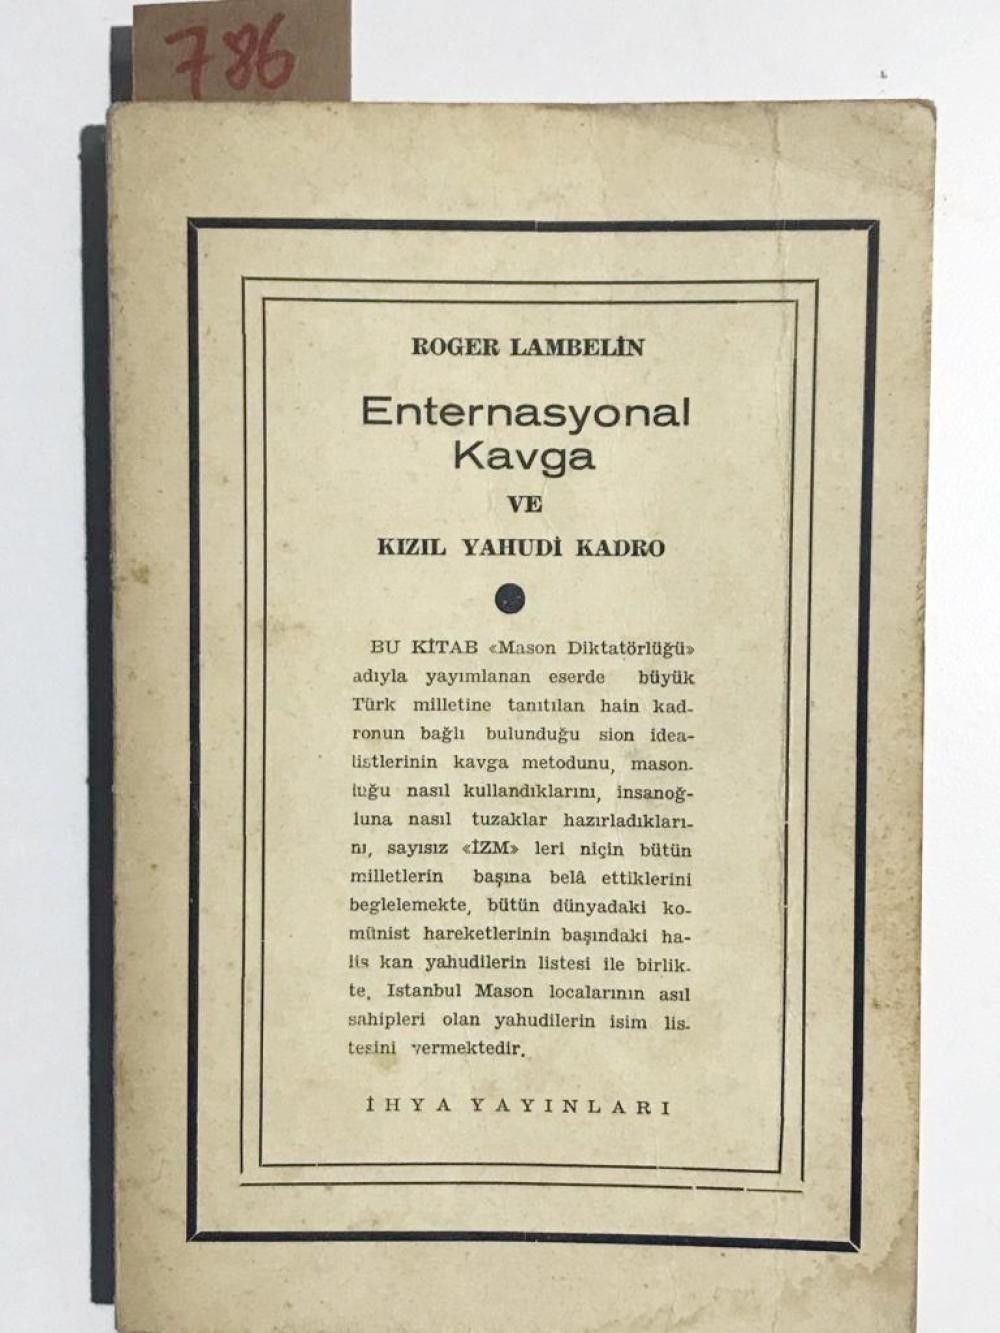 786
ROGER LAMBELİN
Enternasyonal
Kavga
VE
KIZIL YAHUDİ KADRO
BU KİTAB «Mason Diktatörlüğü»
adıyla yayımlanan eserde büyük
Türk milletine tanıtılan hain kad-
ronun bağlı bulunduğu sion idea-
listlerinin kavga metodunu, mason-
luğu nasıl kullandıklarını, insanoğ-
luna nasıl tuzaklar hazırladıkları-
nı, sayısız «İZM» leri niçin bütün
milletlerin başına belâ ettiklerini
beglelemekte, bütün dünyadaki ko-
münist hareketlerinin başındaki ha-
lis kan yahudilerin listesi ile birlik-
te, Istanbul Mason localarının asıl
sahipleri olan yahudilerin isim lis-
tesini vermektedir.
İHYA YAYINLARI